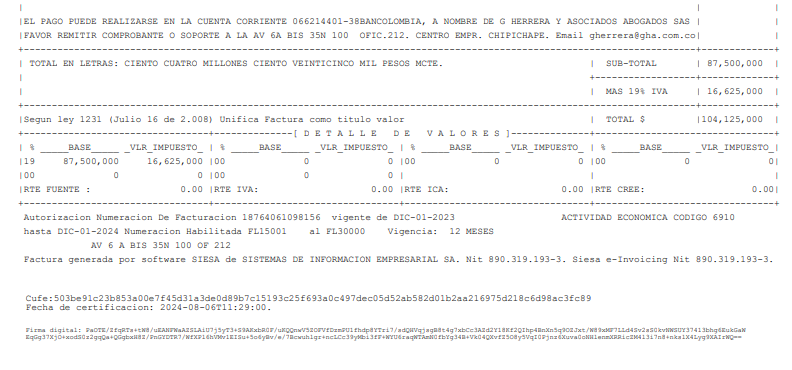 EL PAGO PUEDE REALIZARSE EN LA CUENTA CORRIENTE 066214401-38BANCOLOMBIA, A NOMBRE DE G HERRERA Y ASOCIADOS ABOGADOS SAS
FAVOR REMITIR COMPROBANTE O SOPORTE A LA AV 6A BIS 35N 100 OFIC.212. CENTRO EMPR. CHIPICHAPE. Email gherrera@gha.com.co
TOTAL EN LETRAS: CIENTO CUATRO MILLONES CIENTO VEINTICINCO MIL PESOS MCTE. | SUB-TOTAL | 87,500,000
MAS 19% IVA | 16,625,000
Segun ley 1231 (Julio 16 de 2.008) Unifica Factura como titulo valor | TOTAL $ |104,125,000
[ D E T A L L E D E V A L O R E S ]
| % _____BASE_____ _VLR_IMPUESTO_| % _____BASE_____ _VLR_IMPUESTO_| % _____BASE_____ _VLR_IMPUESTO_| % _____BASE_____ _VLR_IMPUESTO_|
|19 87,500,000 16,625,000 |00 0 0 |00 0 0 |00 0 0|
|00 0 0 |00 0 0 |00 0 0 |
|RTE FUENTE : 0.00 |RTE IVA: 0.00 |RTE ICA: 0.00 |RTE CREE: 0.00|
Autorizacion Numeracion De Facturacion 18764061098156 vigente de DIC-01-2023 ACTIVIDAD ECONOMICA CODIGO 6910
hasta DIC-01-2024 Numeracion Habilitada FL15001 al FL30000 Vigencia: 12 MESES
AV 6 A BIS 35N 100 OF 212
Factura generada por software SIESA de SISTEMAS DE INFORMACION EMPRESARIAL SA. Nit 890.319.193-3. Siesa e-Invoicing Nit 890.319.193-3.
Cufe:503be91c23b853a00e7f45d31a3de0d89b7c15193c25f693a0c497dec05d52ab582d01b2aa216975d218c6d98ac3fc89
Fecha de certificacion: 2024-08-06T11:29:00.
Firma digital: